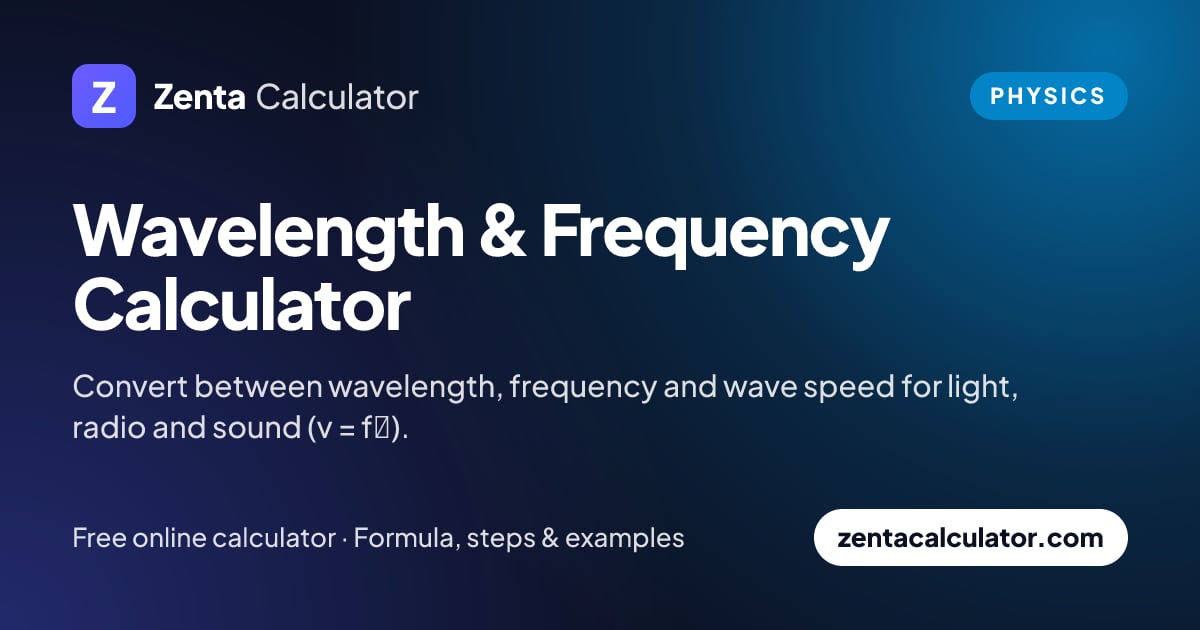 Z
Zenta Calculator
PHYSICS
Wavelength & Frequency
Calculator
Convert between wavelength, frequency and wave speed for light,
radio and sound (v = f▯).
Free online calculator · Formula, steps & examples
zentacalculator.com